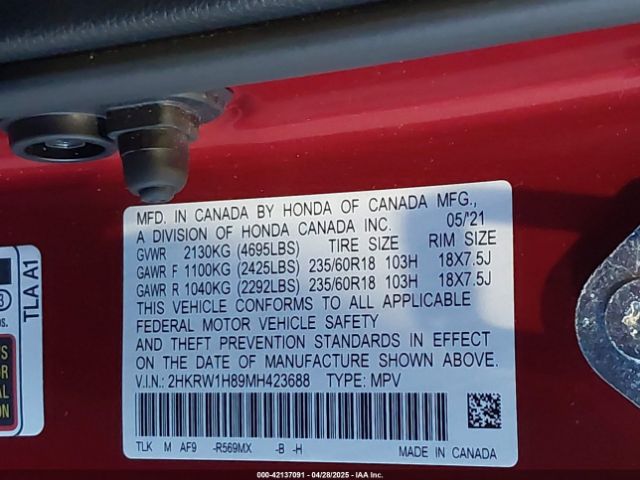 MFD. IN CANADA BY HONDA OF CANADA MFG.,
A DIVISION OF HONDA CANADA INC. 05/'21
GVWR 2130KG (4695LBS) TIRE SIZE RIM SIZE
GAWR F 1100KG (2425LBS) 235/60R18 103H 18X7.5J
GAWR R 1040KG (2292LBS) 235/60R18 103H 18X7.5J
THIS VEHICLE CONFORMS TO ALL APPLICABLE
FEDERAL MOTOR VEHICLE SAFETY
AND THEFT PREVENTION STANDARDS IN EFFECT
ON THE DATE OF MANUFACTURE SHOWN ABOVE.
V.I.N.: 2HKRW1H89MH423688 TYPE: MPV
TLK M AF9 -R569MX -B -H
MADE IN CANADA
TLA A1
000-42137091 - 04/28/2025 - IAA, Inc.